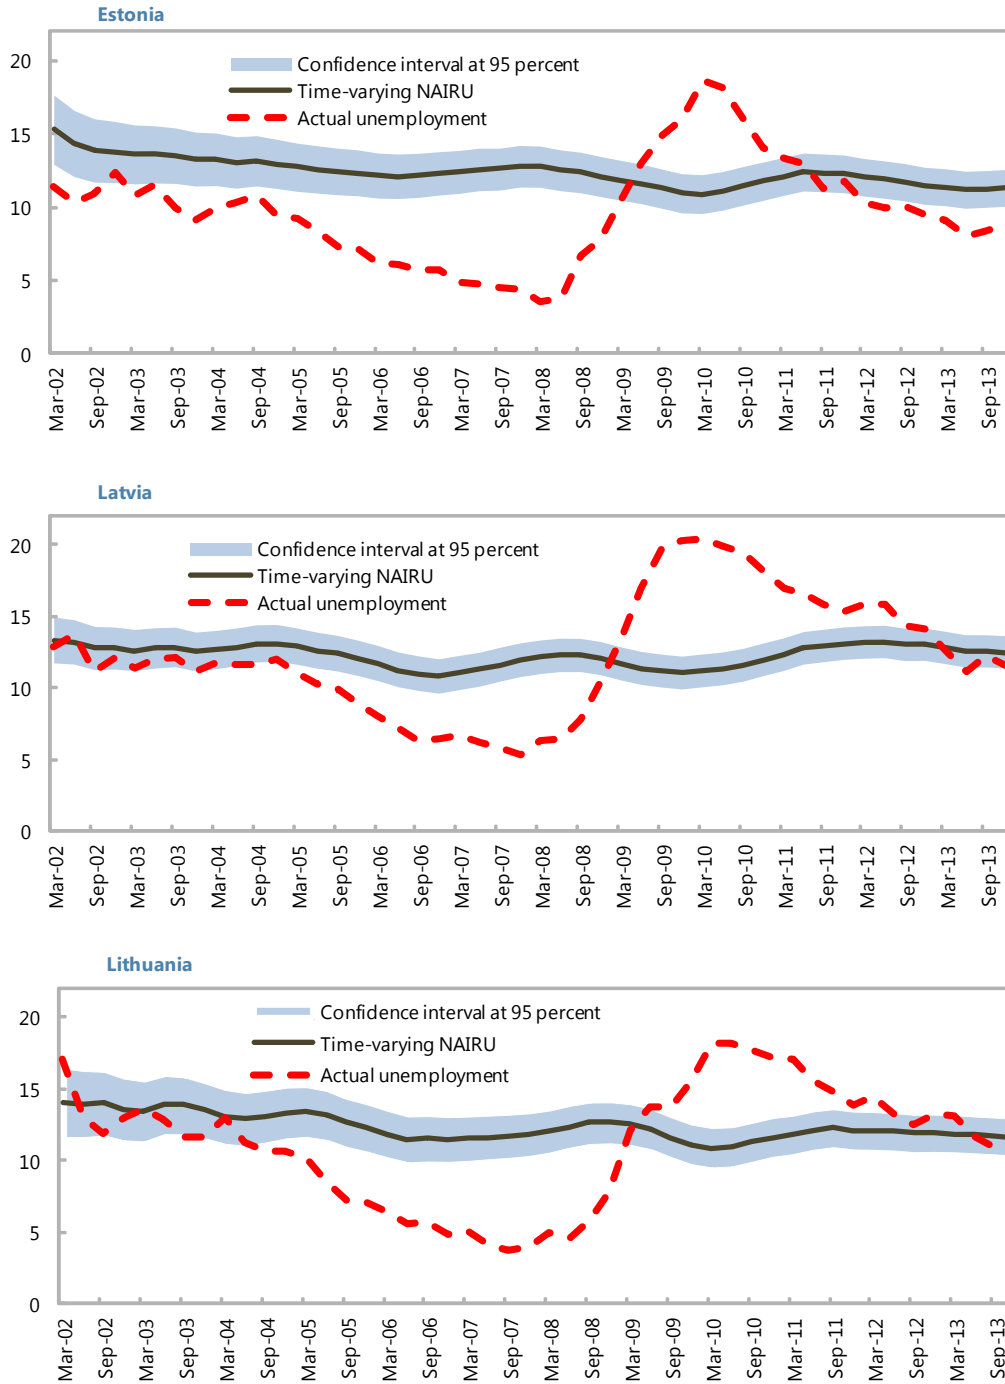 Estonia
20
15
10
5
0
Confidence interval at 95 percent
Time-varying NAIRU
Actual unemployment
Mar-02 Sep-02 Mar-03 Sep-03 Mar-04 Sep-04 Mar-05 Sep-05 Mar-06 Sep-06 Mar-07 Sep-07 Mar-08 Sep-08 Mar-09 Sep-09 Mar-10 Sep-10 Mar-11 Sep-11 Mar-12 Sep-12 Mar-13 Sep-13
Latvia
20
15
10
5
0
Confidence interval at 95 percent
Time-varying NAIRU
Actual unemployment
Mar-02 Sep-02 Mar-03 Sep-03 Mar-04 Sep-04 Mar-05 Sep-05 Mar-06 Sep-06 Mar-07 Sep-07 Mar-08 Sep-08 Mar-09 Sep-09 Mar-10 Sep-10 Mar-11 Sep-11 Mar-12 Sep-12 Mar-13 Sep-13
Lithuania
20
15
10
5
0
Confidence interval at 95 percent
Time-varying NAIRU
Actual unemployment
Mar-02 Sep-02 Mar-03 Sep-03 Mar-04 Sep-04 Mar-05 Sep-05 Mar-06 Sep-06 Mar-07 Sep-07 Mar-08 Sep-08 Mar-09 Sep-09 Mar-10 Sep-10 Mar-11 Sep-11 Mar-12 Sep-12 Mar-13 Sep-13